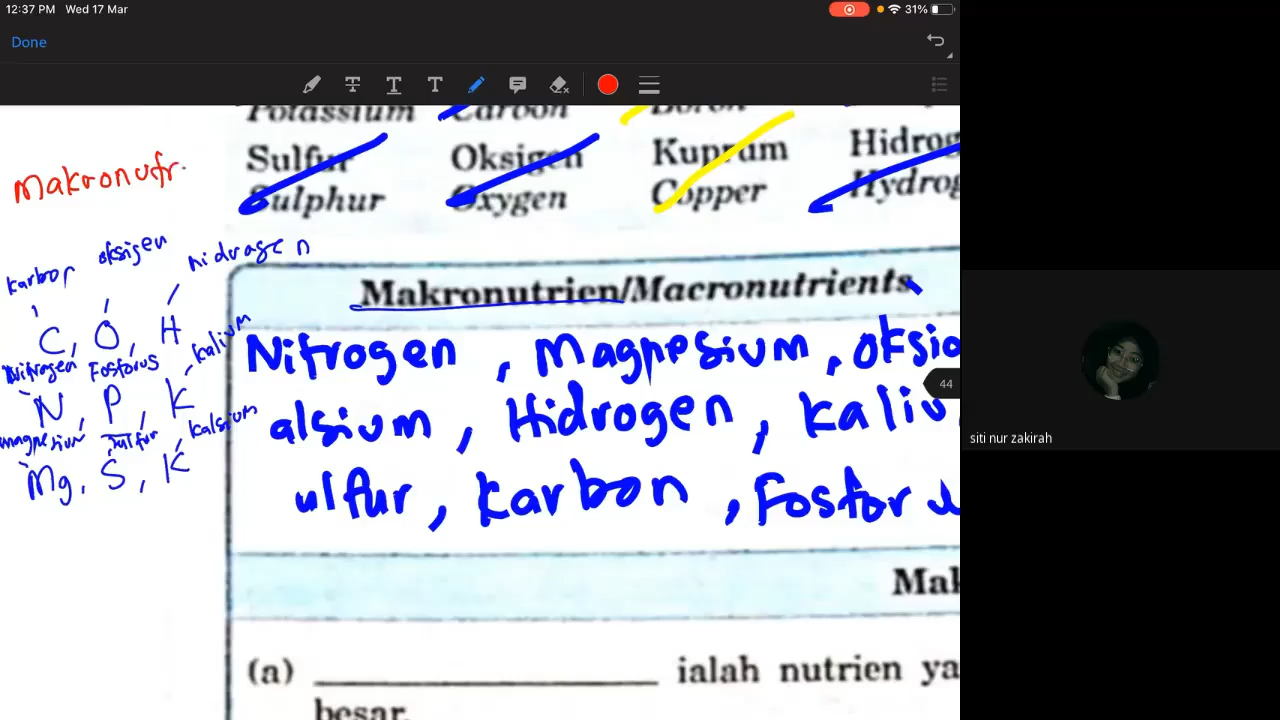 12:37 PM Wed 17 Mar 31%
Done
Potassium Carbon Boron
Sulfur Oksigen Kuprum Hidrog
Sulphur Oxygen Copper Hydrog
Makronutr.
karbon oksigen hidrogen
C, O, H
Nitrogen Fosforus kalium
N, P, K
magnesium sulfur kalsium
Mg, S, K
Makronutrien/Macronutrients
Nitrogen, Magnesium, Oksig
alsium, Hidrogen, Kaliu
ulfur, Karbon, Fosforu
44
Mak
(a) ____________ ialah nutrien ya
besar.
siti nur zakirah